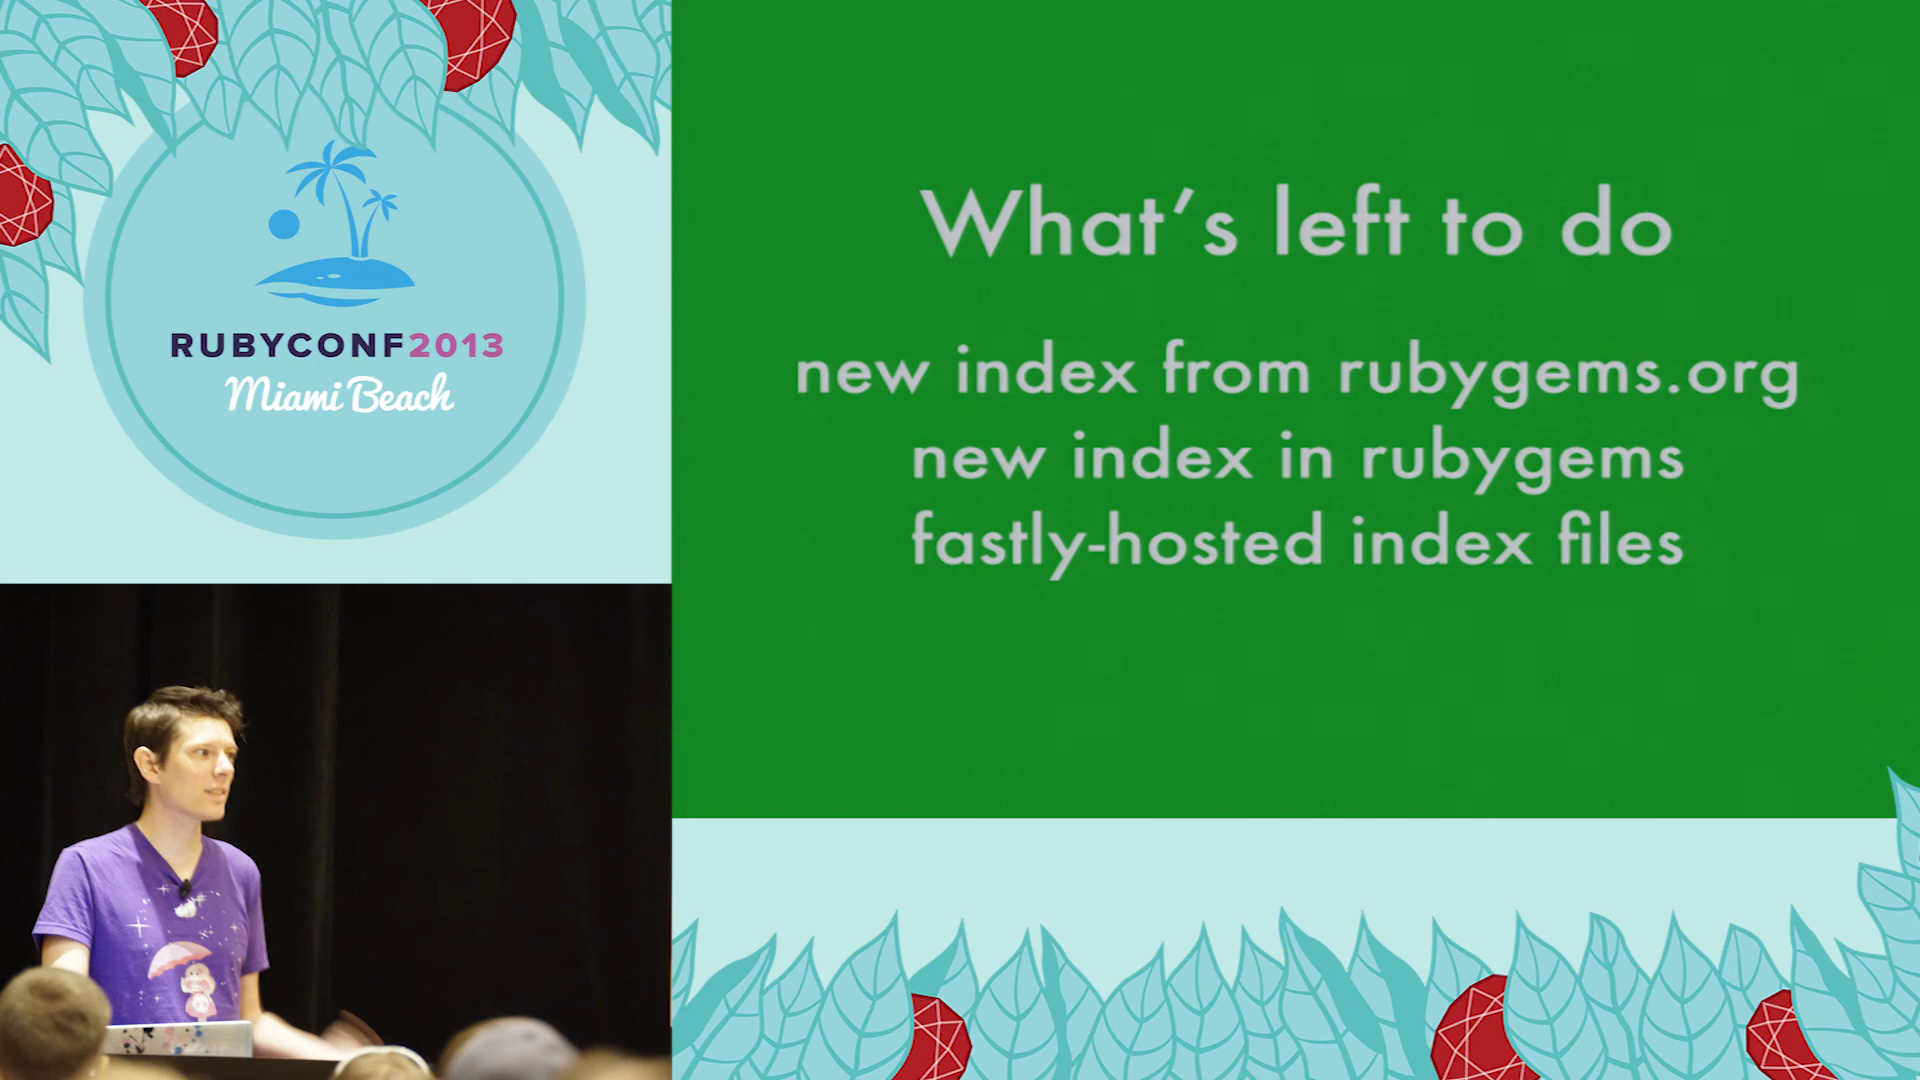 RUBYCONF2013
Miami Beach
What's left to do
new index from rubygems.org
new index in rubygems
fastly-hosted index files